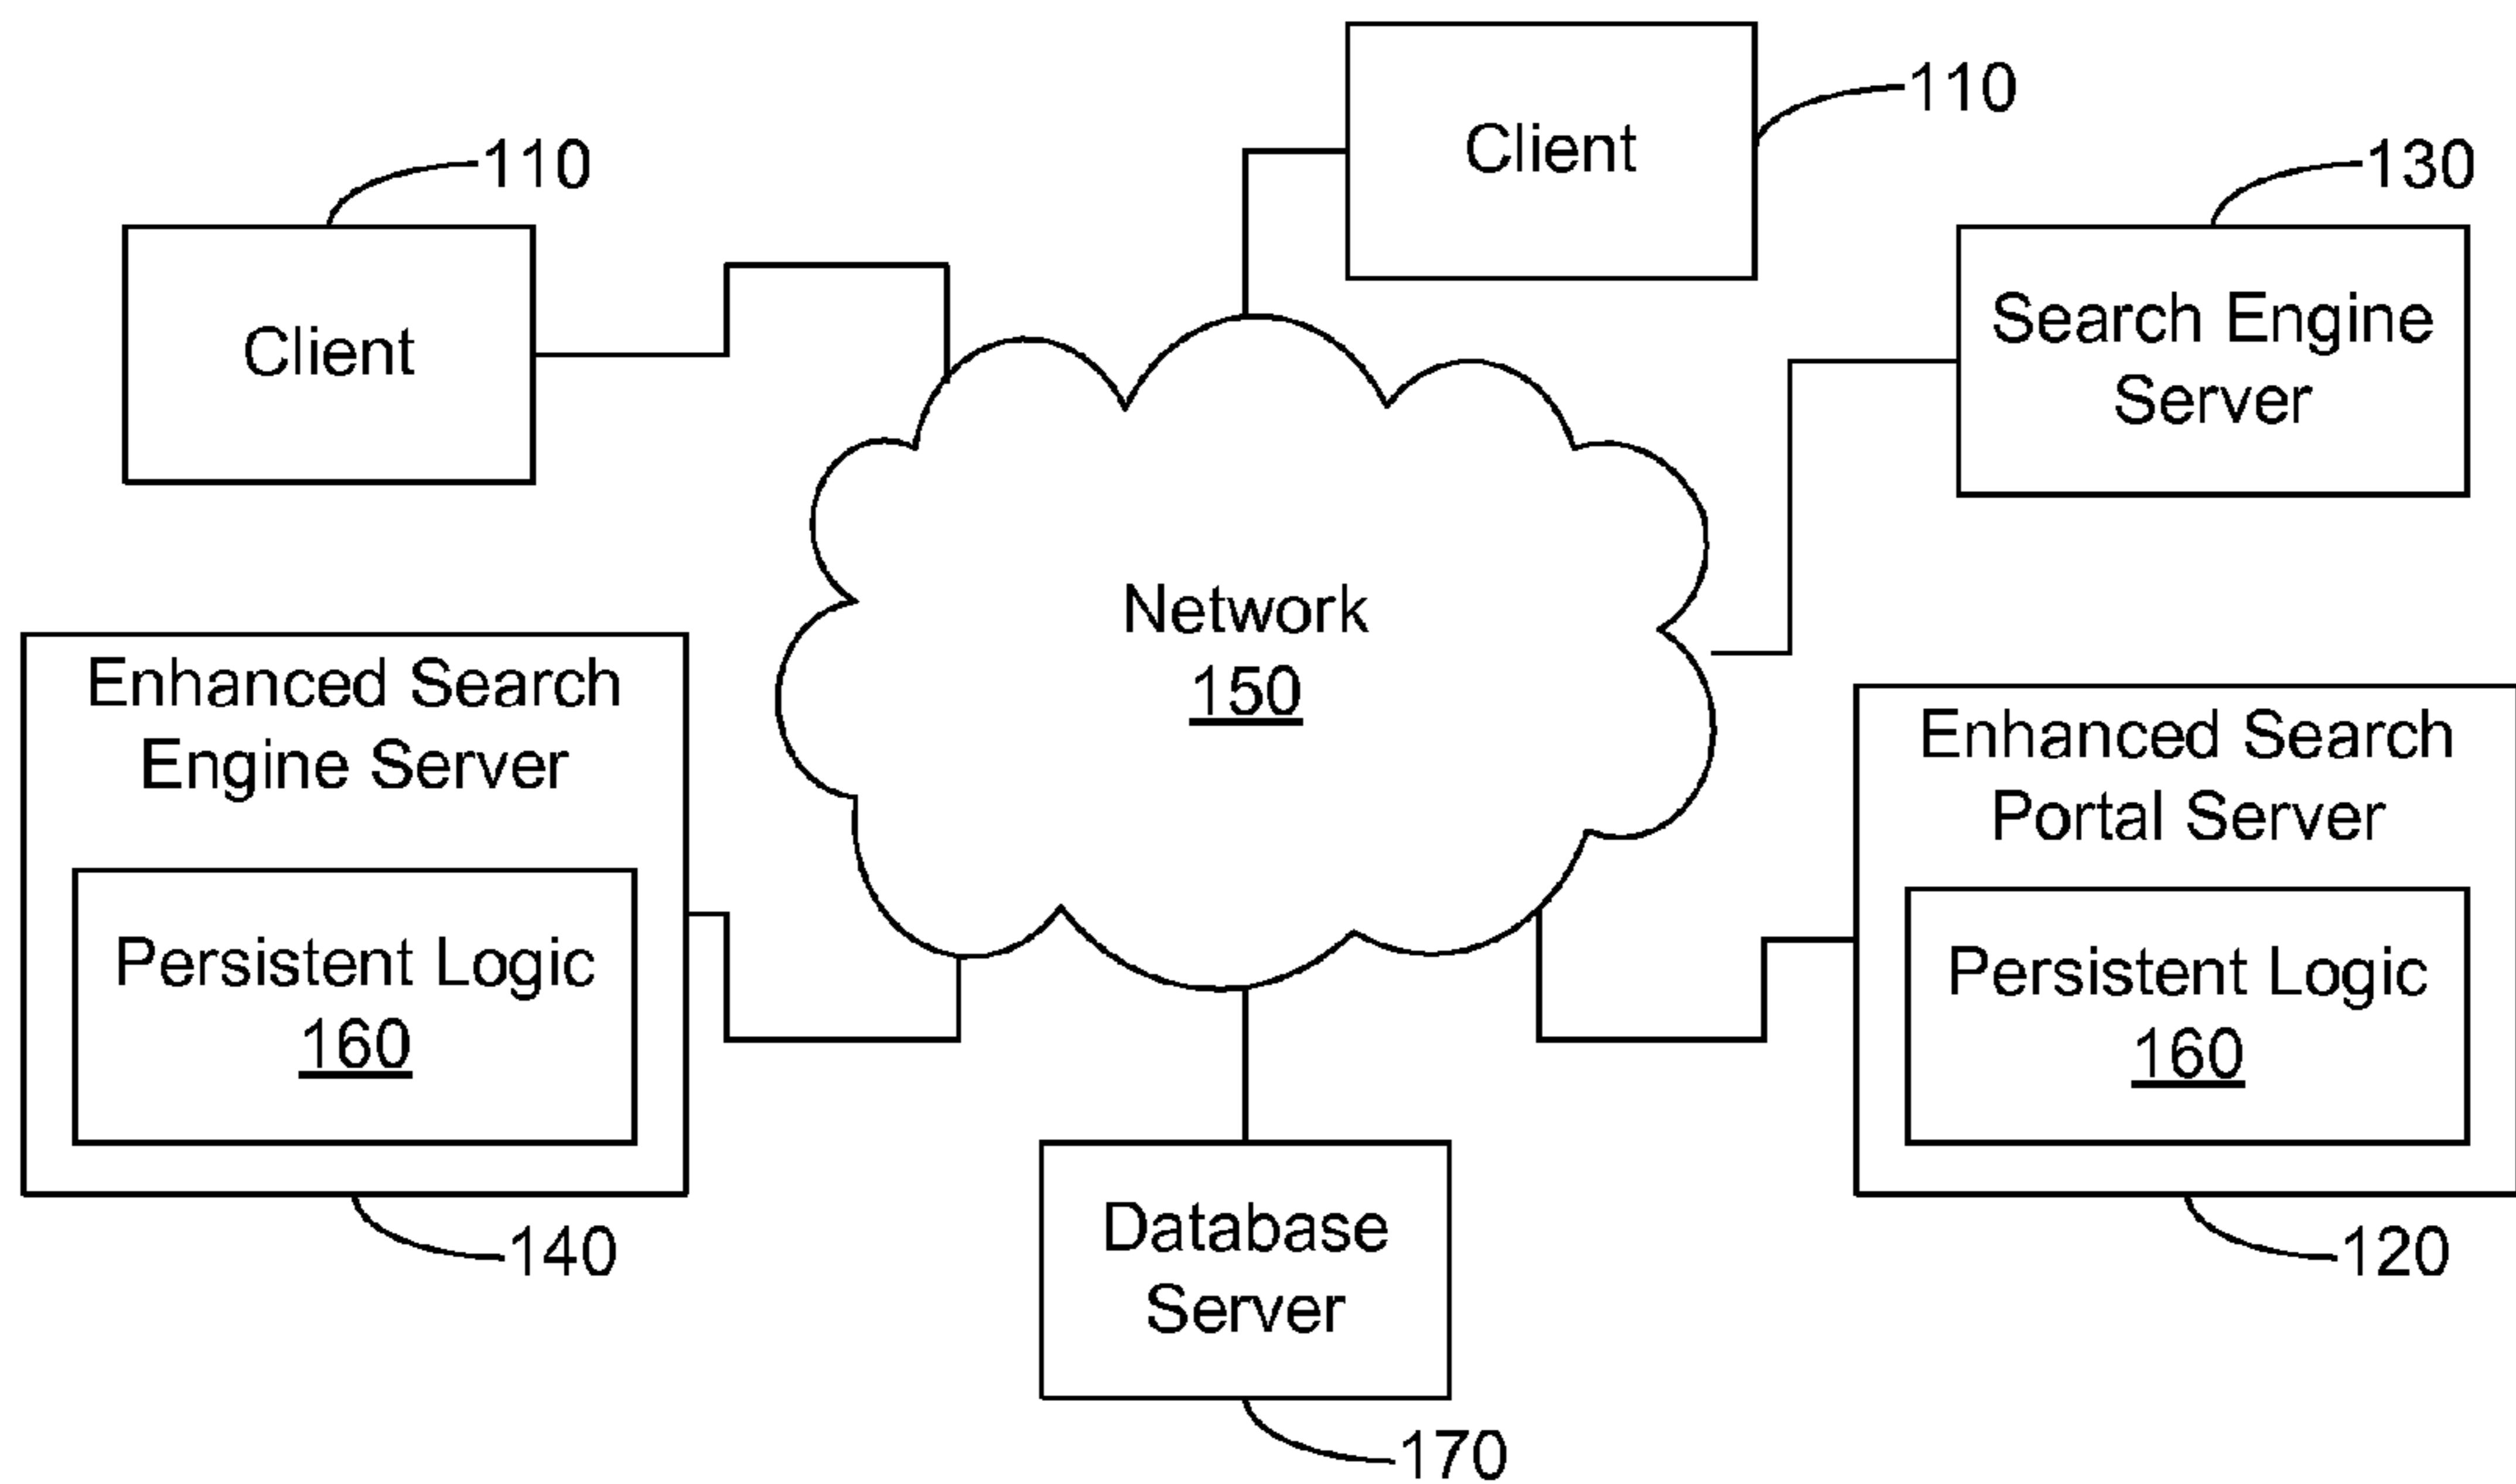 110
Client
110
Client
130
Search Engine
Server
Network
150
Enhanced Search
Engine Server
Persistent Logic
160
140
Enhanced Search
Portal Server
Persistent Logic
160
120
Database
Server
170